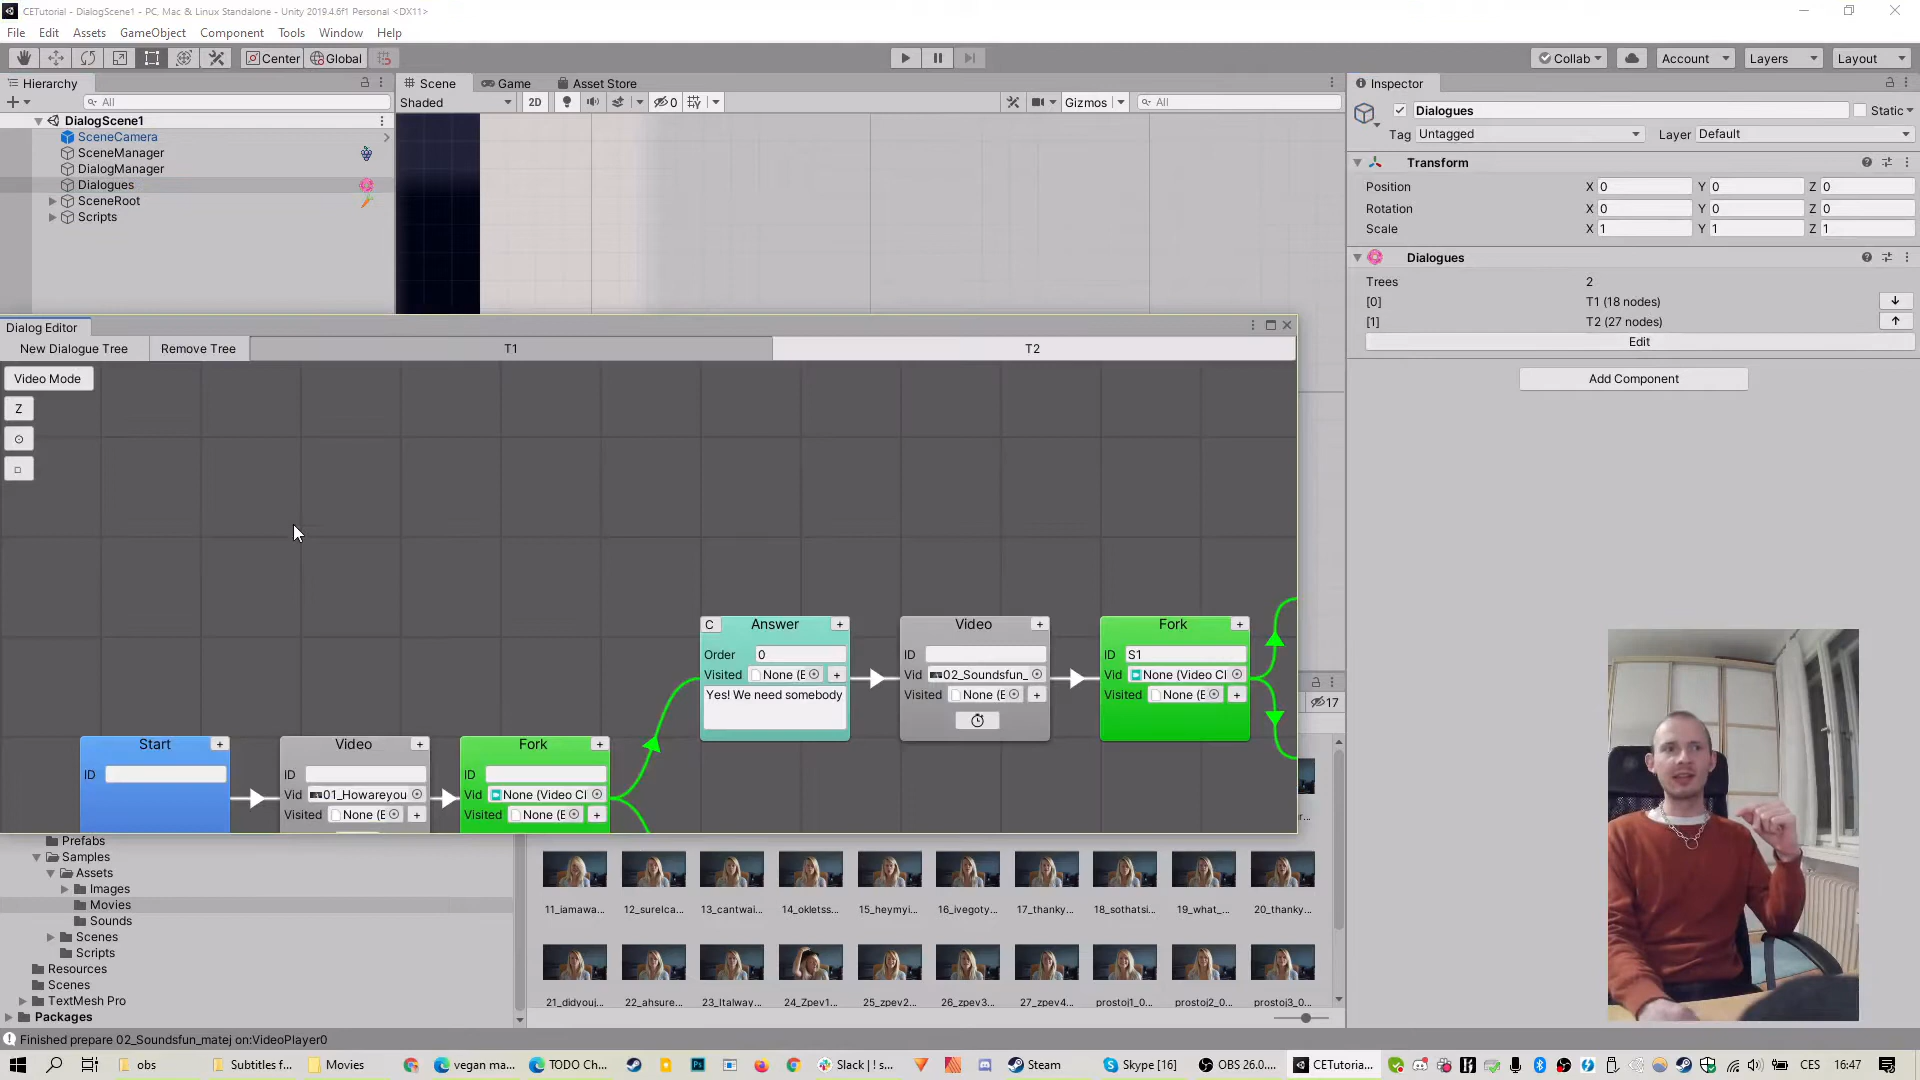 CETutorial - DialogScene1 - PC, Mac & Linux Standalone - Unity 2019.4.6f1 Personal <DX11>
File Edit Assets GameObject Component Tools Window Help
Center Global Collab Account Layers Layout
Hierarchy
All
DialogScene1
SceneCamera
SceneManager
DialogManager
Dialogues
SceneRoot
Scripts
Scene Game Asset Store
Shaded 2D 0 Gizmos All
Inspector
Dialogues Static
Tag Untagged Layer Default
Transform
Position X 0 Y 0 Z 0
Rotation X 0 Y 0 Z 0
Scale X 1 Y 1 Z 1
Dialogues
Trees 2
[0] T1 (18 nodes)
[1] T2 (27 nodes)
Edit
Add Component
Dialog Editor
New Dialogue Tree Remove Tree T1 T2
Video Mode
Z
C Answer +
Order 0
Visited None (E +
Yes! We need somebody
Video +
ID
Vid 02_Soundsfun_
Visited None (E +
Fork +
ID S1
Vid None (Video Cl
Visited None (E +
Start +
ID
Video +
ID
Vid 01_Howareyou
Visited None (E +
Fork +
ID
Vid None (Video Cl
Visited None (E +
17
Prefabs
Samples
Assets
Images
Movies
Sounds
Scenes
Scripts
Resources
Scenes
TextMesh Pro
Packages
11_iamawa... 12_sureIca... 13_cantwai... 14_okletss... 15_heymyi... 16_ivegoty... 17_thanky... 18_sothatsi... 19_what_... 20_thanky...
21_didyouj... 22_ahsure... 23_Italway... 24_Zpev1... 25_zpev2... 26_zpev3... 27_zpev4... prostoj1_0... prostoj2_0... prostoj3_0...
Finished prepare 02_Soundsfun_matej on:VideoPlayer0
obs Subtitles f... Movies vegan ma... TODO Ch... Slack | ! s... Steam Skype [16] OBS 26.0.... CETutoria... CES 16:47